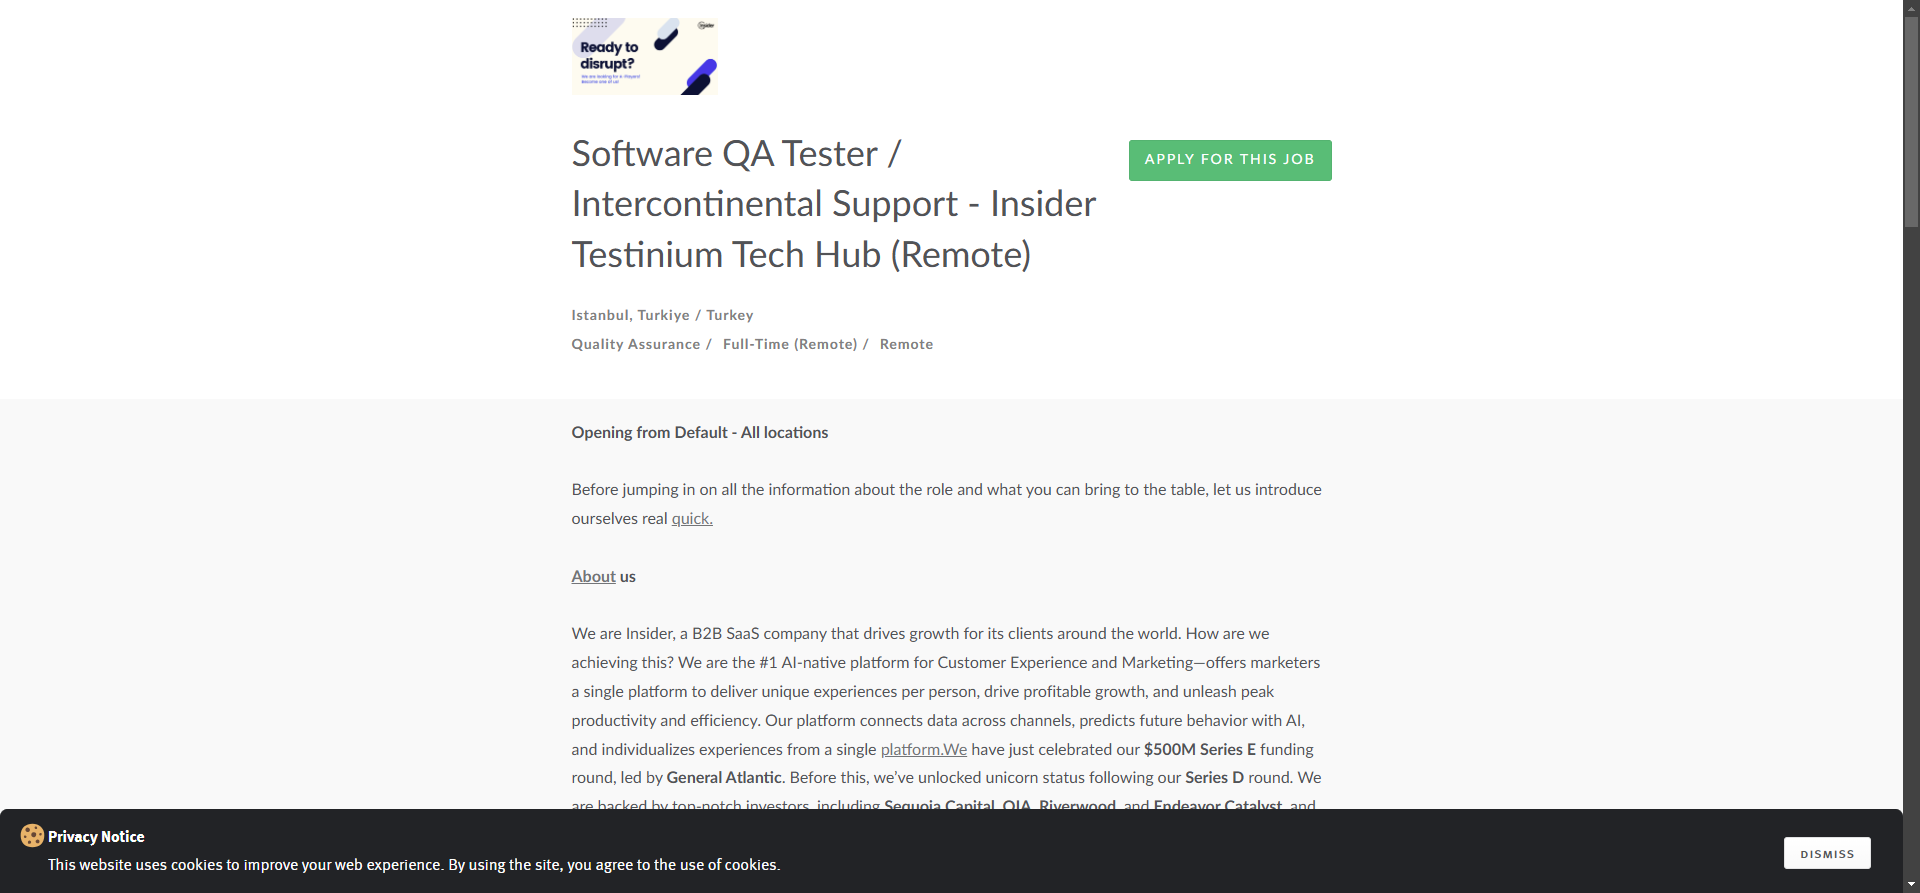 Ready to
disrupt?
We are looking for A-Players!
Become one of us!
Software QA Tester /
Intercontinental Support - Insider
Testinium Tech Hub (Remote)
APPLY FOR THIS JOB
Istanbul, Turkiye / Turkey
Quality Assurance / Full-Time (Remote) / Remote
Opening from Default - All locations
Before jumping in on all the information about the role and what you can bring to the table, let us introduce
ourselves real quick.
About us
We are Insider, a B2B SaaS company that drives growth for its clients around the world. How are we
achieving this? We are the #1 AI-native platform for Customer Experience and Marketing—offers marketers
a single platform to deliver unique experiences per person, drive profitable growth, and unleash peak
productivity and efficiency. Our platform connects data across channels, predicts future behavior with AI,
and individualizes experiences from a single platform.We have just celebrated our $500M Series E funding
round, led by General Atlantic. Before this, we’ve unlocked unicorn status following our Series D round. We
are backed by top-notch investors, including Sequoia Capital, QIA, Riverwood, and Endeavor Catalyst, and
Privacy Notice
This website uses cookies to improve your web experience. By using the site, you agree to the use of cookies.
DISMISS